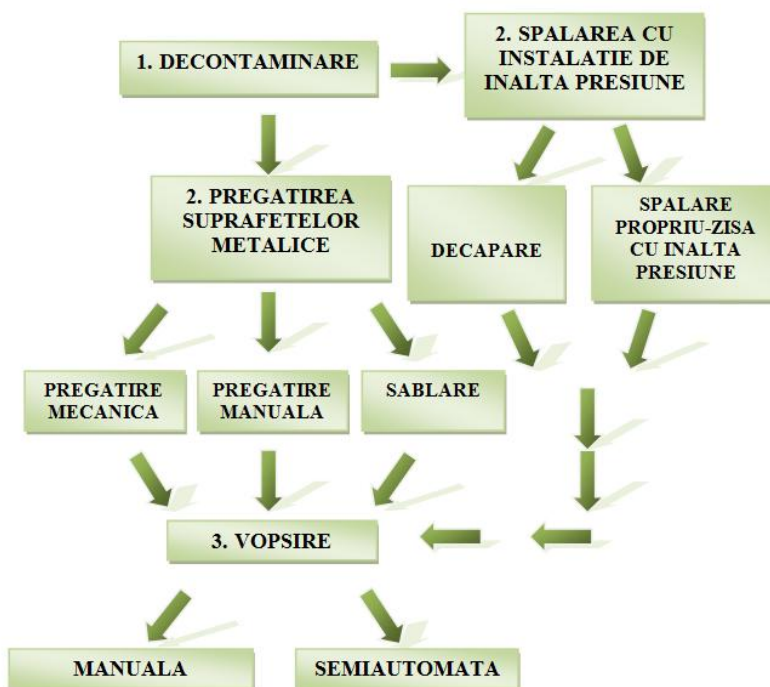 1. DECONTAMINARE
2. SPALAREA CU
INSTALATIE DE
INALTA PRESIUNE
2. PREGATIREA
SUPRAFETELOR
METALICE
DECAPARE
SPALARE
PROPRIU-ZISA
CU INALTA
PRESIUNE
PREGATIRE
MECANICA
PREGATIRE
MANUALA
SABLARE
3. VOPSIRE
MANUALA
SEMIAUTOMATA